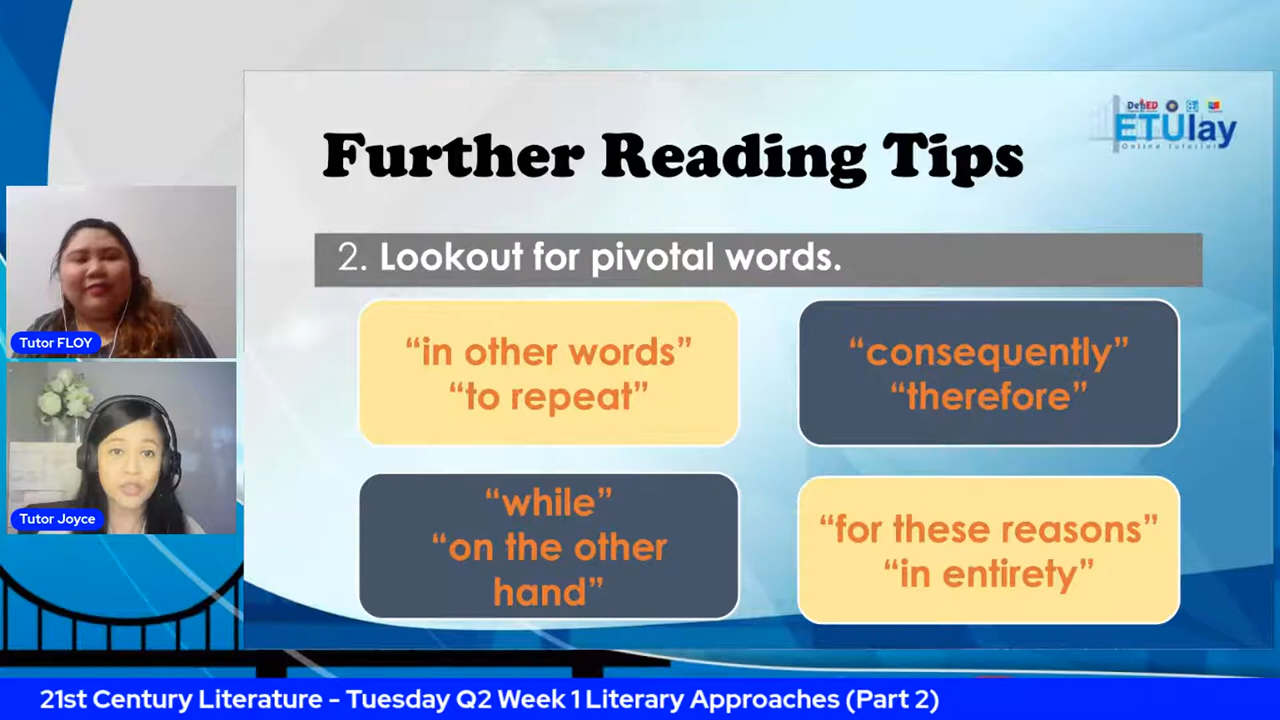 DepED
ETUlay
Online tutorial
Further Reading Tips
2. Lookout for pivotal words.
“in other words”
“to repeat”
“consequently”
“therefore”
“while”
“on the other
hand”
“for these reasons”
“in entirety”
Tutor FLOY
Tutor Joyce
21st Century Literature - Tuesday Q2 Week 1 Literary Approaches (Part 2)